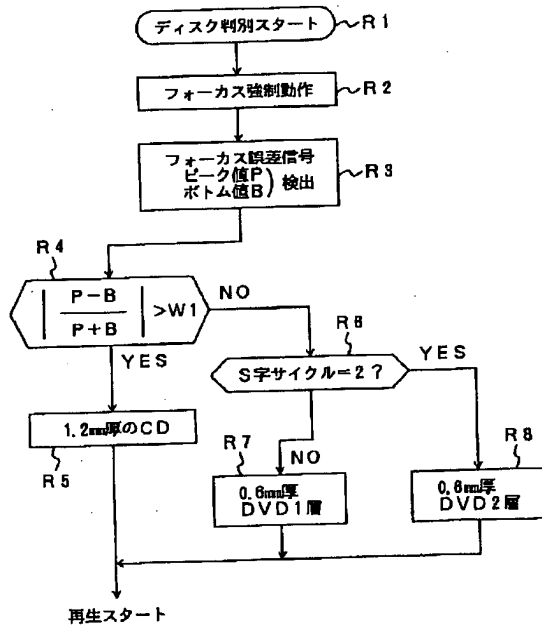 ディスク判別スタート
R1
フォーカス強制動作
R2
フォーカス誤差信号
ピーク値P
ボトム値B
) 検出
R3
R4
| P-B / P+B | >W1
NO
YES
R6
S字サイクル=2?
YES
NO
1.2mm厚のCD
R5
R7
0.6mm厚
DVD1層
R8
0.6mm厚
DVD2層
再生スタート